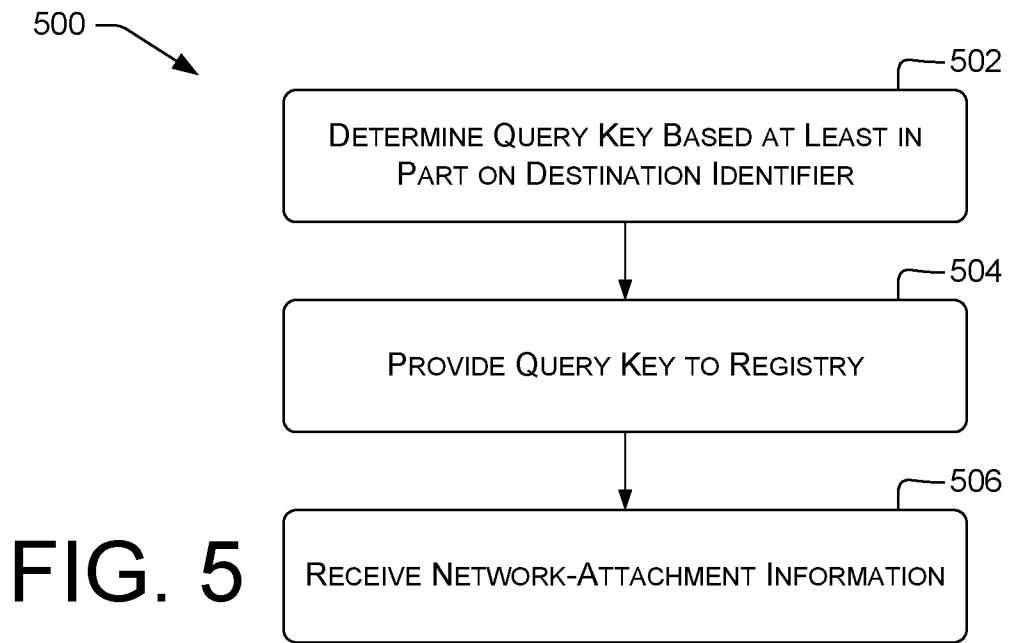 500
502
DETERMINE QUERY KEY BASED AT LEAST IN
PART ON DESTINATION IDENTIFIER
504
PROVIDE QUERY KEY TO REGISTRY
506
RECEIVE NETWORK-ATTACHMENT INFORMATION
FIG. 5